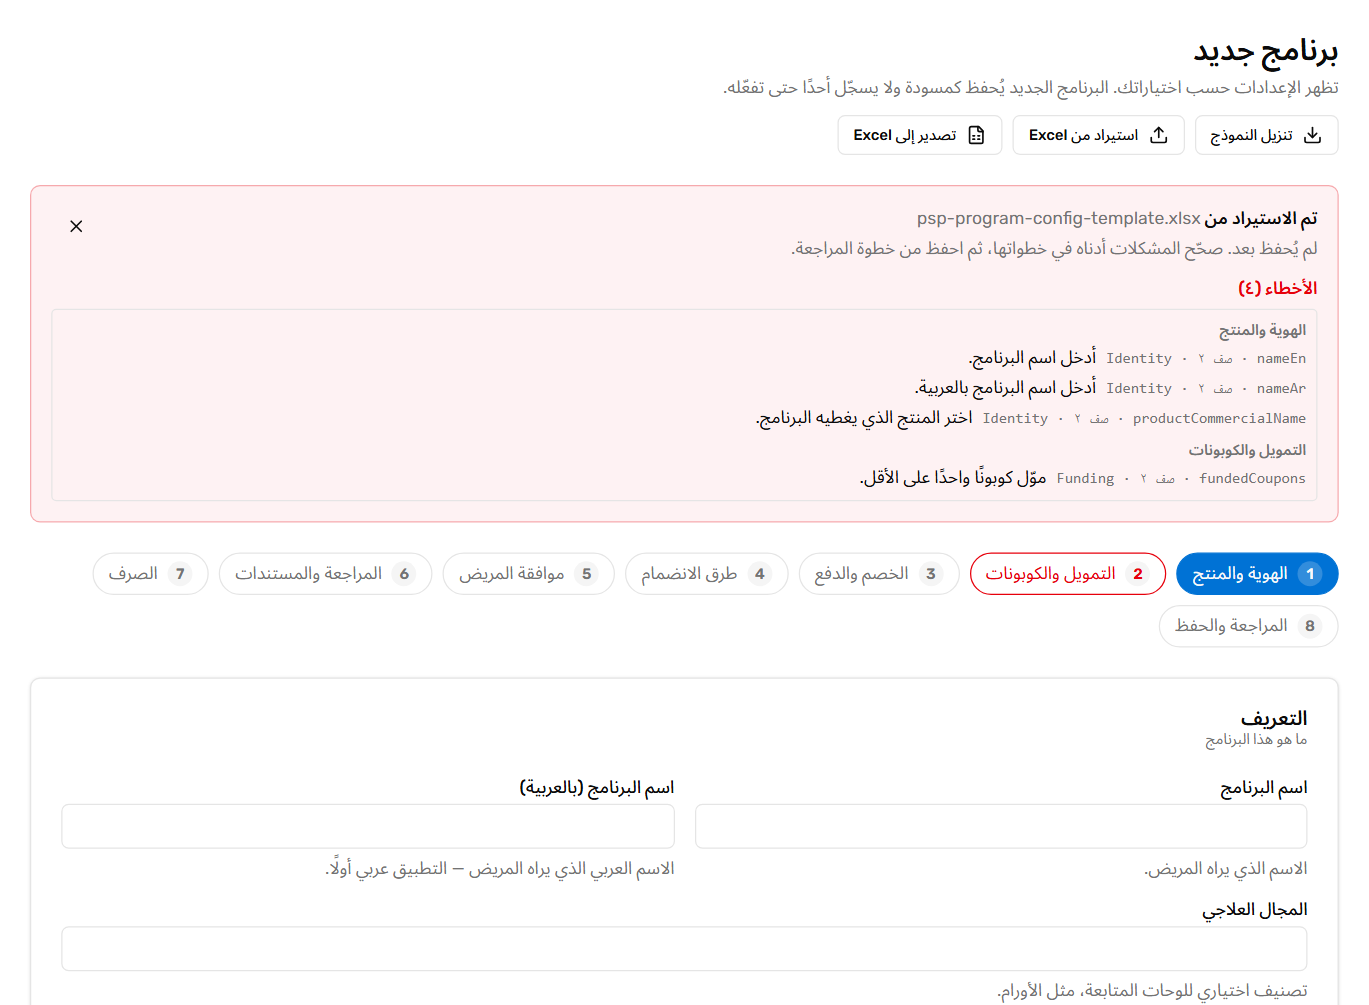 برنامج جديد
تظهر الإعدادات حسب اختياراتك. البرنامج الجديد يُحفظ كمسودة ولا يسجّل أحدًا حتى تفعّله.
تنزيل النموذج
استيراد من Excel
تصدير إلى Excel
تم الاستيراد من psp-program-config-template.xlsx
لم يُحفظ بعد. صحّح المشكلات أدناه في خطواتها، ثم احفظ من خطوة المراجعة.
الأخطاء (٤)
الهوية والمنتج
nameEn · صف ٢ · Identity أدخل اسم البرنامج.
nameAr · صف ٢ · Identity أدخل اسم البرنامج بالعربية.
productCommercialName · صف ٢ · Identity اختر المنتج الذي يغطيه البرنامج.
التمويل والكوبونات
fundedCoupons · صف ٢ · Funding موّل كوبونًا واحدًا على الأقل.
1 الهوية والمنتج
2 التمويل والكوبونات
3 الخصم والدفع
4 طرق الانضمام
5 موافقة المريض
6 المراجعة والمستندات
7 الصرف
8 المراجعة والحفظ
التعريف
ما هو هذا البرنامج
اسم البرنامج
اسم البرنامج (بالعربية)
الاسم الذي يراه المريض.
الاسم العربي الذي يراه المريض — التطبيق عربي أولًا.
المجال العلاجي
تصنيف اختياري للوحات المتابعة، مثل الأورام.